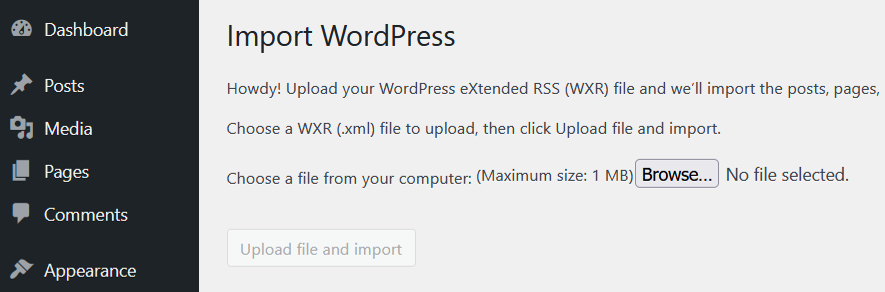 Dashboard
Posts
Media
Pages
Comments
Appearance
Import WordPress
Howdy! Upload your WordPress eXtended RSS (WXR) file and we’ll import the posts, pages,
Choose a WXR (.xml) file to upload, then click Upload file and import.
Choose a file from your computer: (Maximum size: 1 MB) Browse... No file selected.
Upload file and import